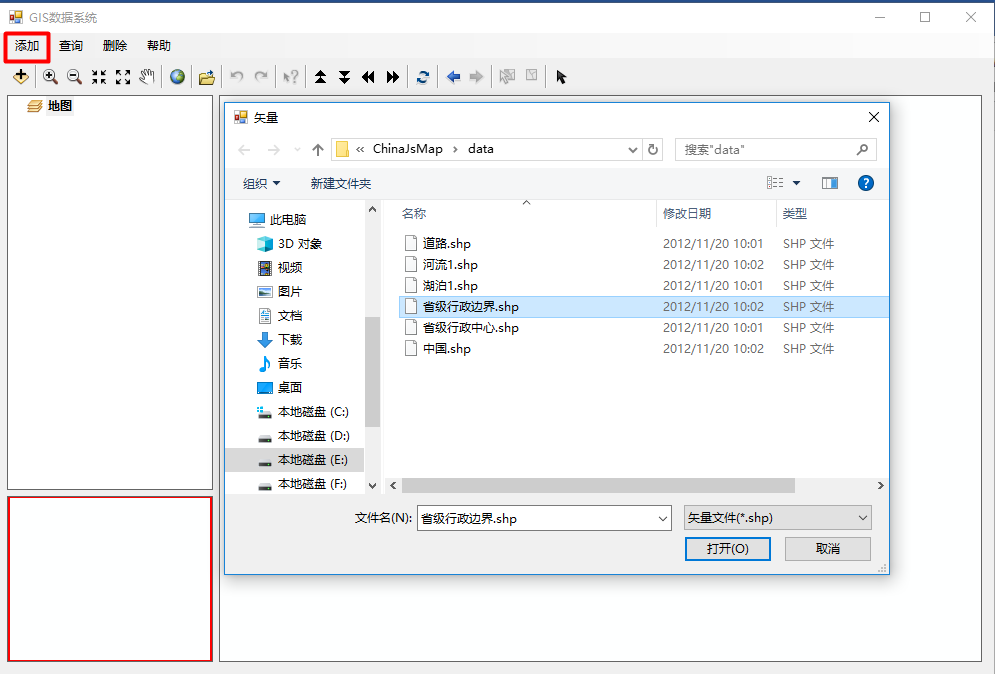 GIS数据系统
添加 查询 删除 帮助
地图
矢量
« ChinaJsMap › data
搜索"data"
组织 新建文件夹
此电脑
3D 对象
视频
图片
文档
下载
音乐
桌面
本地磁盘 (C:)
本地磁盘 (D:)
本地磁盘 (E:)
本地磁盘 (F:)
名称 修改日期 类型
道路.shp 2012/11/20 10:01 SHP 文件
河流1.shp 2012/11/20 10:02 SHP 文件
湖泊1.shp 2012/11/20 10:01 SHP 文件
省级行政边界.shp 2012/11/20 10:02 SHP 文件
省级行政中心.shp 2012/11/20 10:01 SHP 文件
中国.shp 2012/11/20 10:02 SHP 文件
文件名(N): 省级行政边界.shp 矢量文件(*.shp)
打开(O) 取消